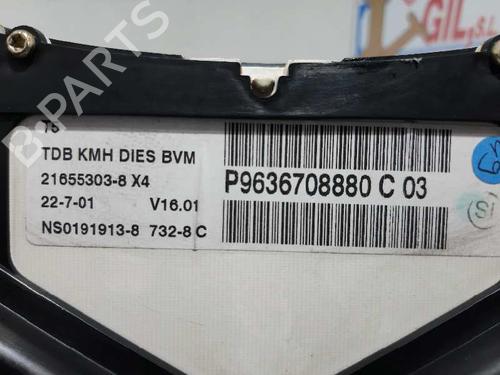 GIL, S.L
75
TDB KMH DIES BVM
21655303-8 X4
22-7-01 V16.01
NS0191913-8 732-8 C
P9636708880 C 03
B-Parts